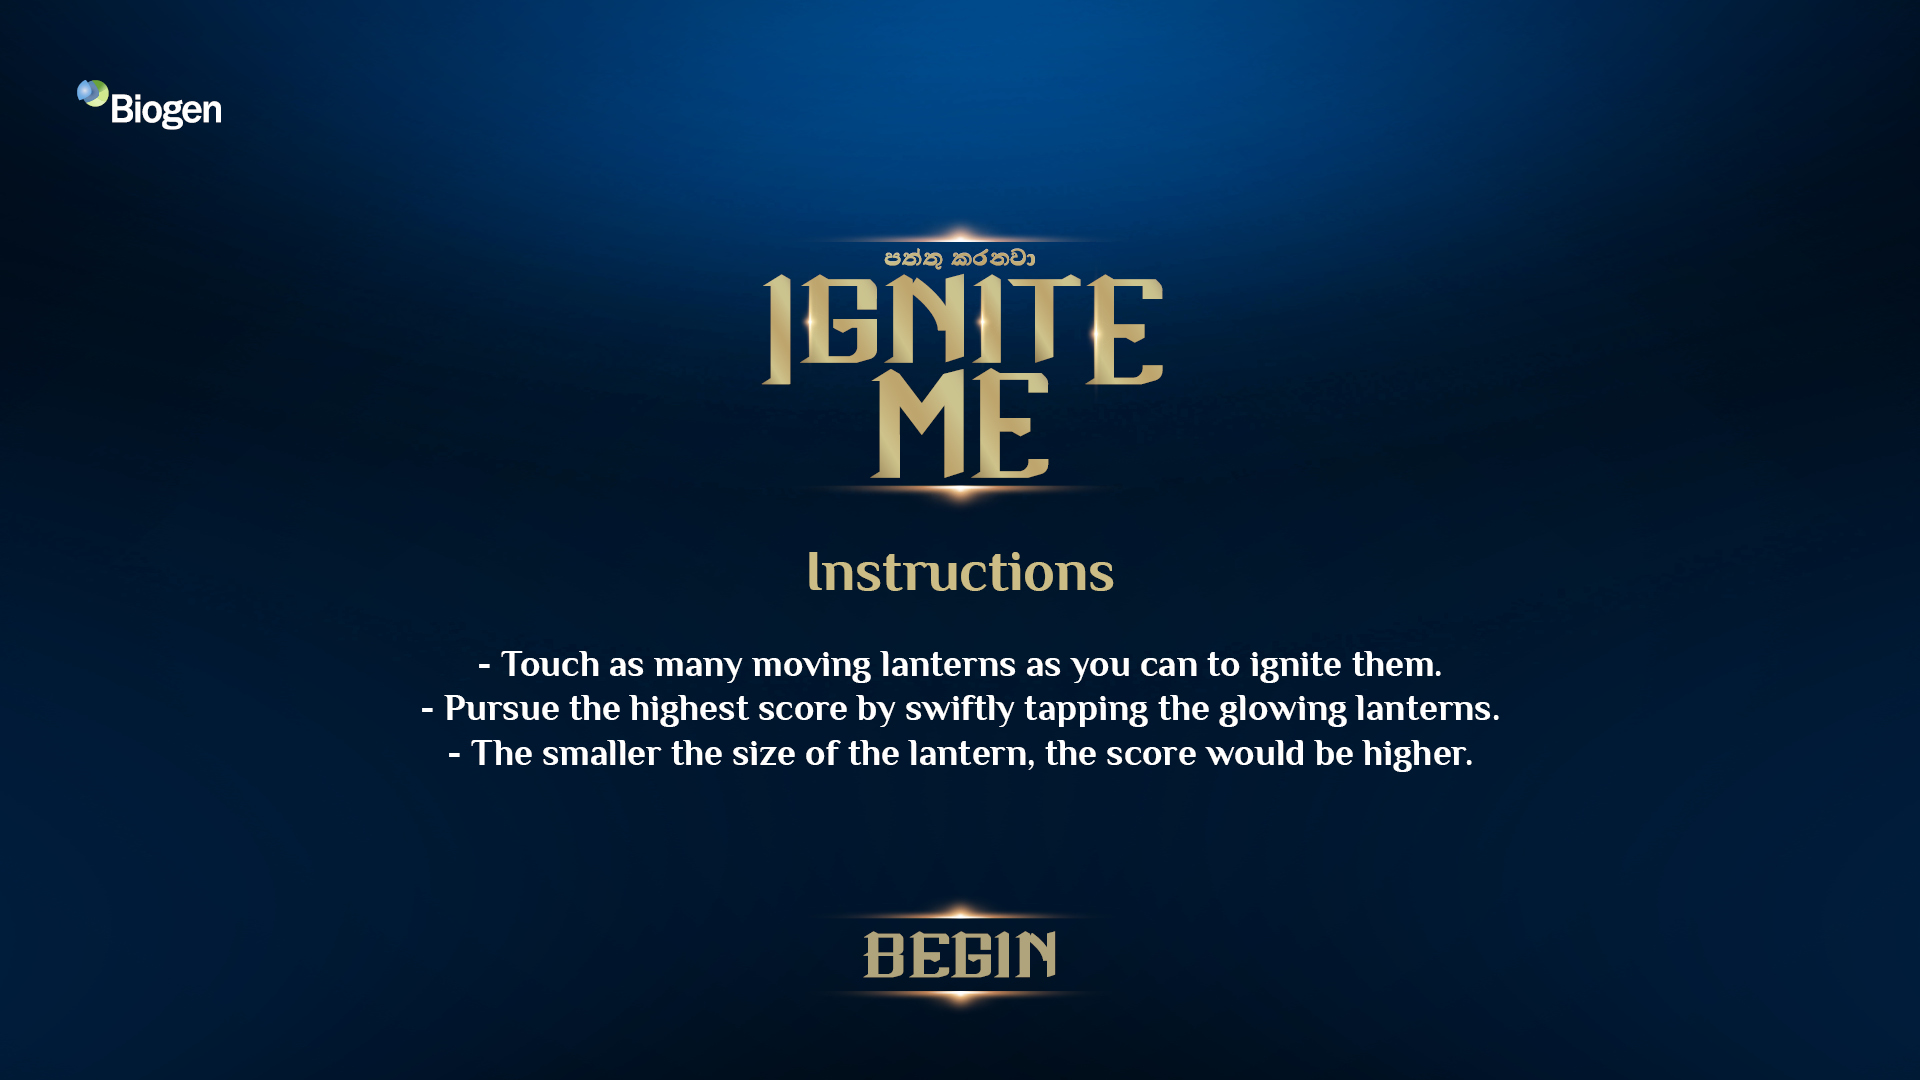 Biogen
පත්තු කරනවා
IGNITE
ME
Instructions
- Touch as many moving lanterns as you can to ignite them.
- Pursue the highest score by swiftly tapping the glowing lanterns.
- The smaller the size of the lantern, the score would be higher.
BEGIN